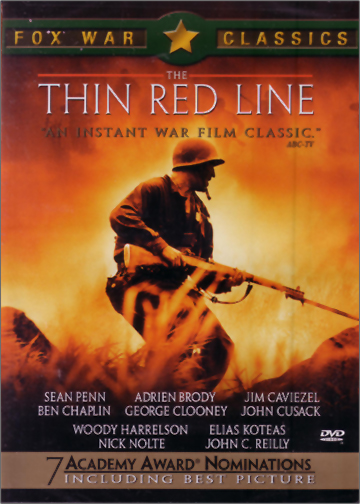 FOX WAR CLASSICS
THE
THIN RED LINE
"AN INSTANT WAR FILM CLASSIC."
ABC-TV
SEAN PENN ADRIEN BRODY JIM CAVIEZEL
BEN CHAPLIN GEORGE CLOONEY JOHN CUSACK
WOODY HARRELSON ELIAS KOTEAS
NICK NOLTE JOHN C. REILLY
DVD
7 ACADEMY AWARD® NOMINATIONS
INCLUDING BEST PICTURE